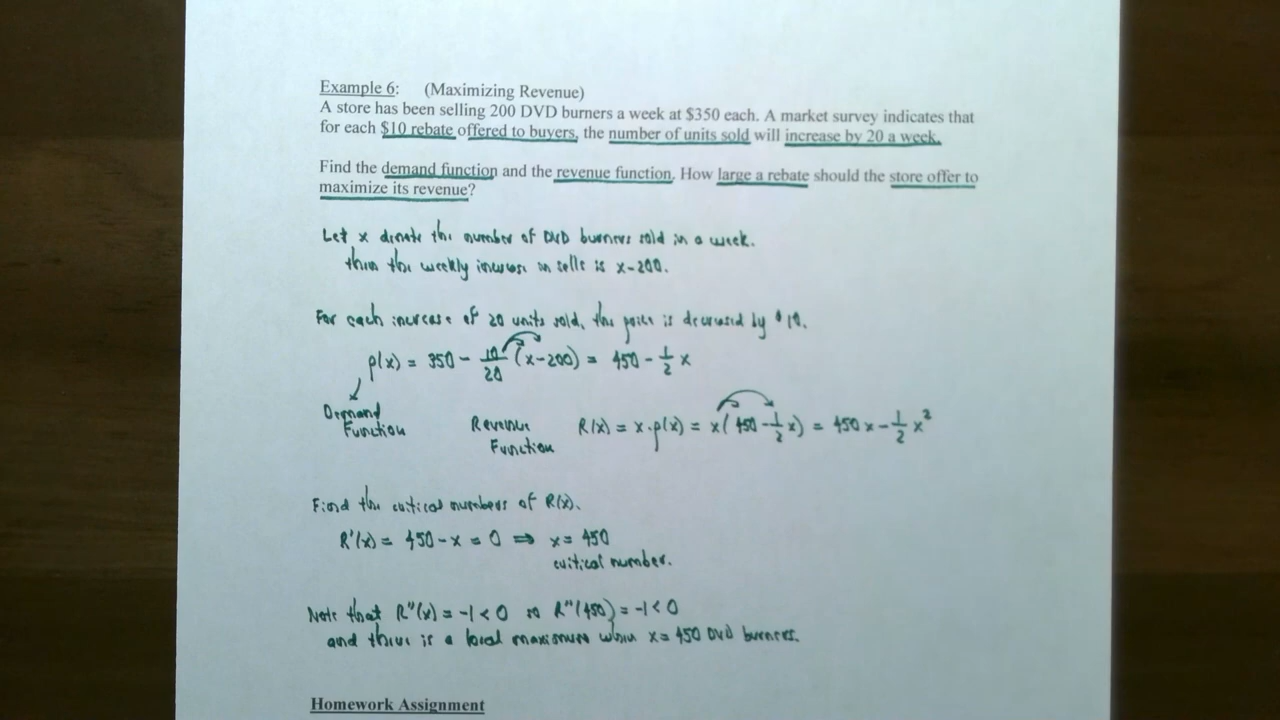 Example 6: (Maximizing Revenue)
A store has been selling 200 DVD burners a week at $350 each. A market survey indicates that
for each $10 rebate offered to buyers, the number of units sold will increase by 20 a week.
Find the demand function and the revenue function. How large a rebate should the store offer to
maximize its revenue?
Let x denote the number of DVD burners sold in a week.
then the weekly increase in sells is x-200.
For each increase of 20 units sold, the price is decreased by $10.
p(x) = 350 - 10/20 (x-200) = 450 - 1/2 x
Demand
Function
Revenue
Function
R(x) = x·p(x) = x(450 - 1/2 x) = 450x - 1/2 x²
Find the critical numbers of R(x).
R'(x) = 450 - x = 0 ⇒ x = 450
critical number.
Note that R"(x) = -1 < 0 so R"(450) = -1 < 0
and there is a local maximum when x = 450 DVD burners.
Homework Assignment